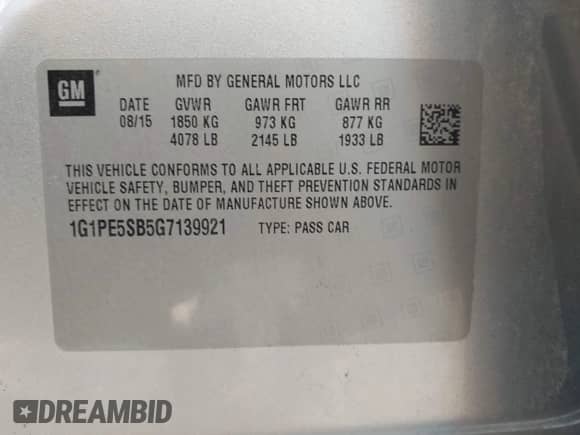 GM
MFD BY GENERAL MOTORS LLC
DATE GVWR GAWR FRT GAWR RR
08/15 1850 KG 973 KG 877 KG
4078 LB 2145 LB 1933 LB
THIS VEHICLE CONFORMS TO ALL APPLICABLE U.S. FEDERAL MOTOR
VEHICLE SAFETY, BUMPER, AND THEFT PREVENTION STANDARDS IN
EFFECT ON THE DATE OF MANUFACTURE SHOWN ABOVE.
1G1PE5SB5G7139921 TYPE: PASS CAR
DREAMBID